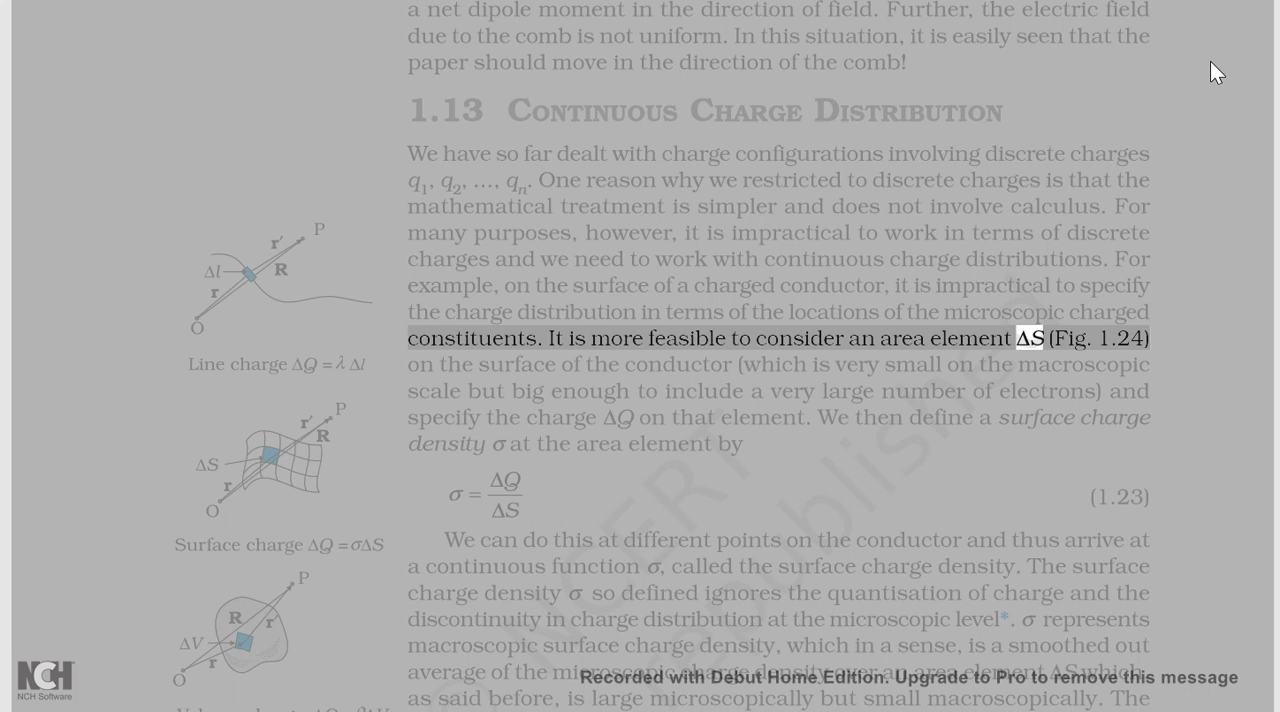 a net dipole moment in the direction of field. Further, the electric field
due to the comb is not uniform. In this situation, it is easily seen that the
paper should move in the direction of the comb!
1.13 CONTINUOUS CHARGE DISTRIBUTION
We have so far dealt with charge configurations involving discrete charges
q₁, q₂, ..., qₙ. One reason why we restricted to discrete charges is that the
mathematical treatment is simpler and does not involve calculus. For
many purposes, however, it is impractical to work in terms of discrete
charges and we need to work with continuous charge distributions. For
example, on the surface of a charged conductor, it is impractical to specify
the charge distribution in terms of the locations of the microscopic charged
constituents. It is more feasible to consider an area element ΔS (Fig. 1.24)
on the surface of the conductor (which is very small on the macroscopic
scale but big enough to include a very large number of electrons) and
specify the charge ΔQ on that element. We then define a surface charge
density σ at the area element by
σ = ΔQ/ΔS (1.23)
We can do this at different points on the conductor and thus arrive at
a continuous function σ, called the surface charge density. The surface
charge density σ so defined ignores the quantisation of charge and the
discontinuity in charge distribution at the microscopic level*. σ represents
macroscopic surface charge density, which in a sense, is a smoothed out
average of the microscopic charge density over an area element ΔS which,
as said before, is large microscopically but small macroscopically. The
P
r′
R
Δl
r
O
Line charge ΔQ = λ Δl
P
r′
R
ΔS
r
O
Surface charge ΔQ = σΔS
P
R
r′
ΔV
r
O
NCERT
republished
NCH
NCH Software
Recorded with Debut Home Edition. Upgrade to Pro to remove this message